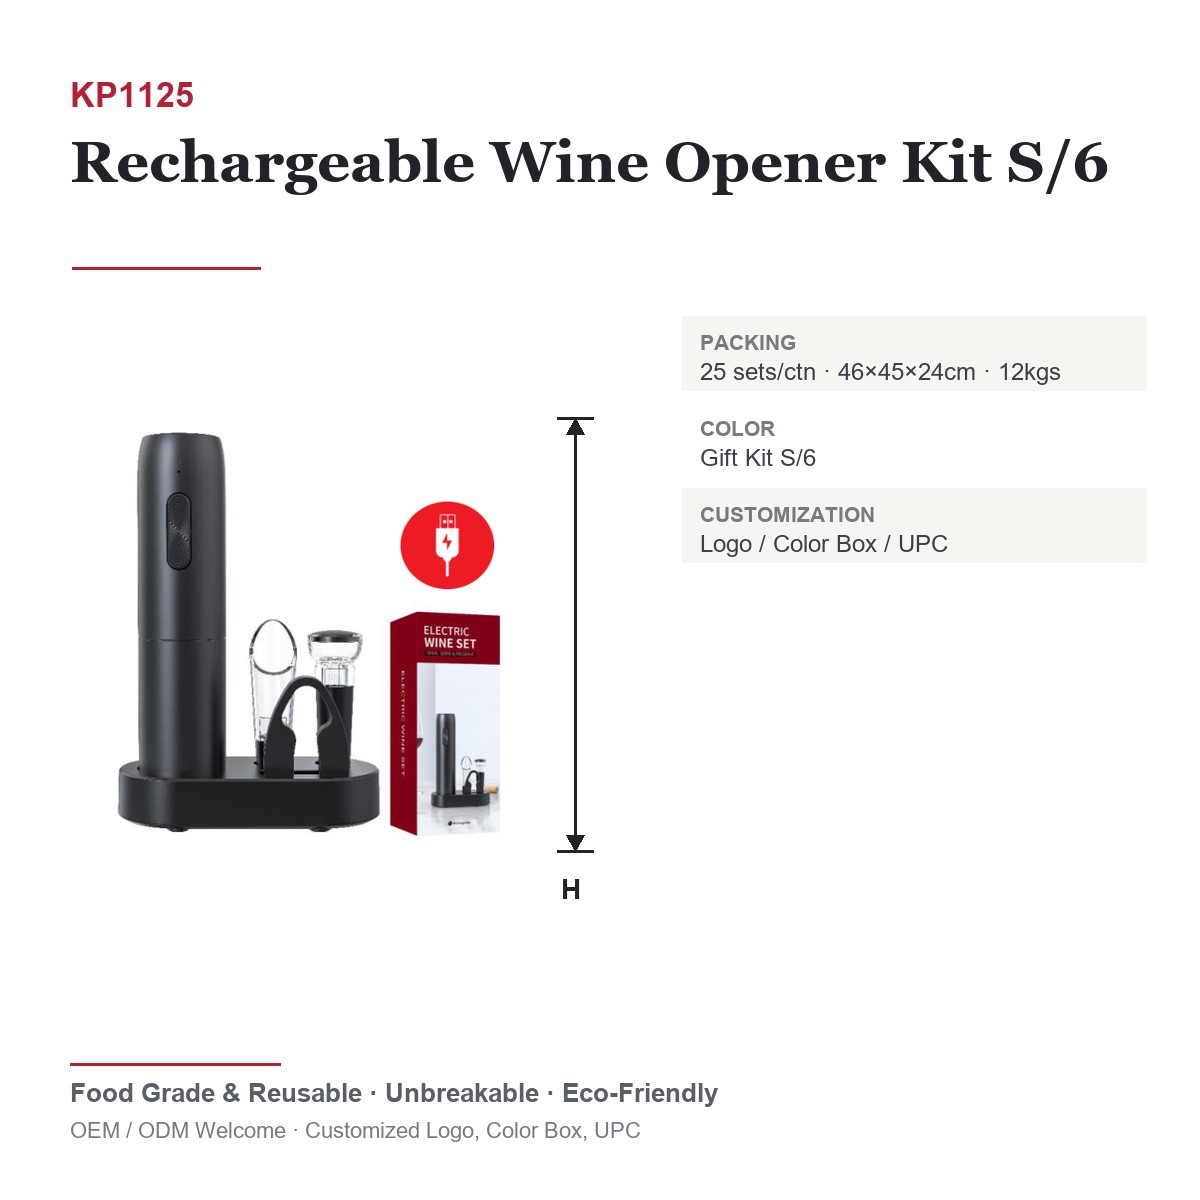 KP1125
Rechargeable Wine Opener Kit S/6
PACKING
25 sets/ctn · 46×45×24cm · 12kgs
COLOR
Gift Kit S/6
CUSTOMIZATION
Logo / Color Box / UPC
ELECTRIC
WINE SET
ELECTRIC WINE SET
H
Food Grade & Reusable · Unbreakable · Eco-Friendly
OEM / ODM Welcome · Customized Logo, Color Box, UPC